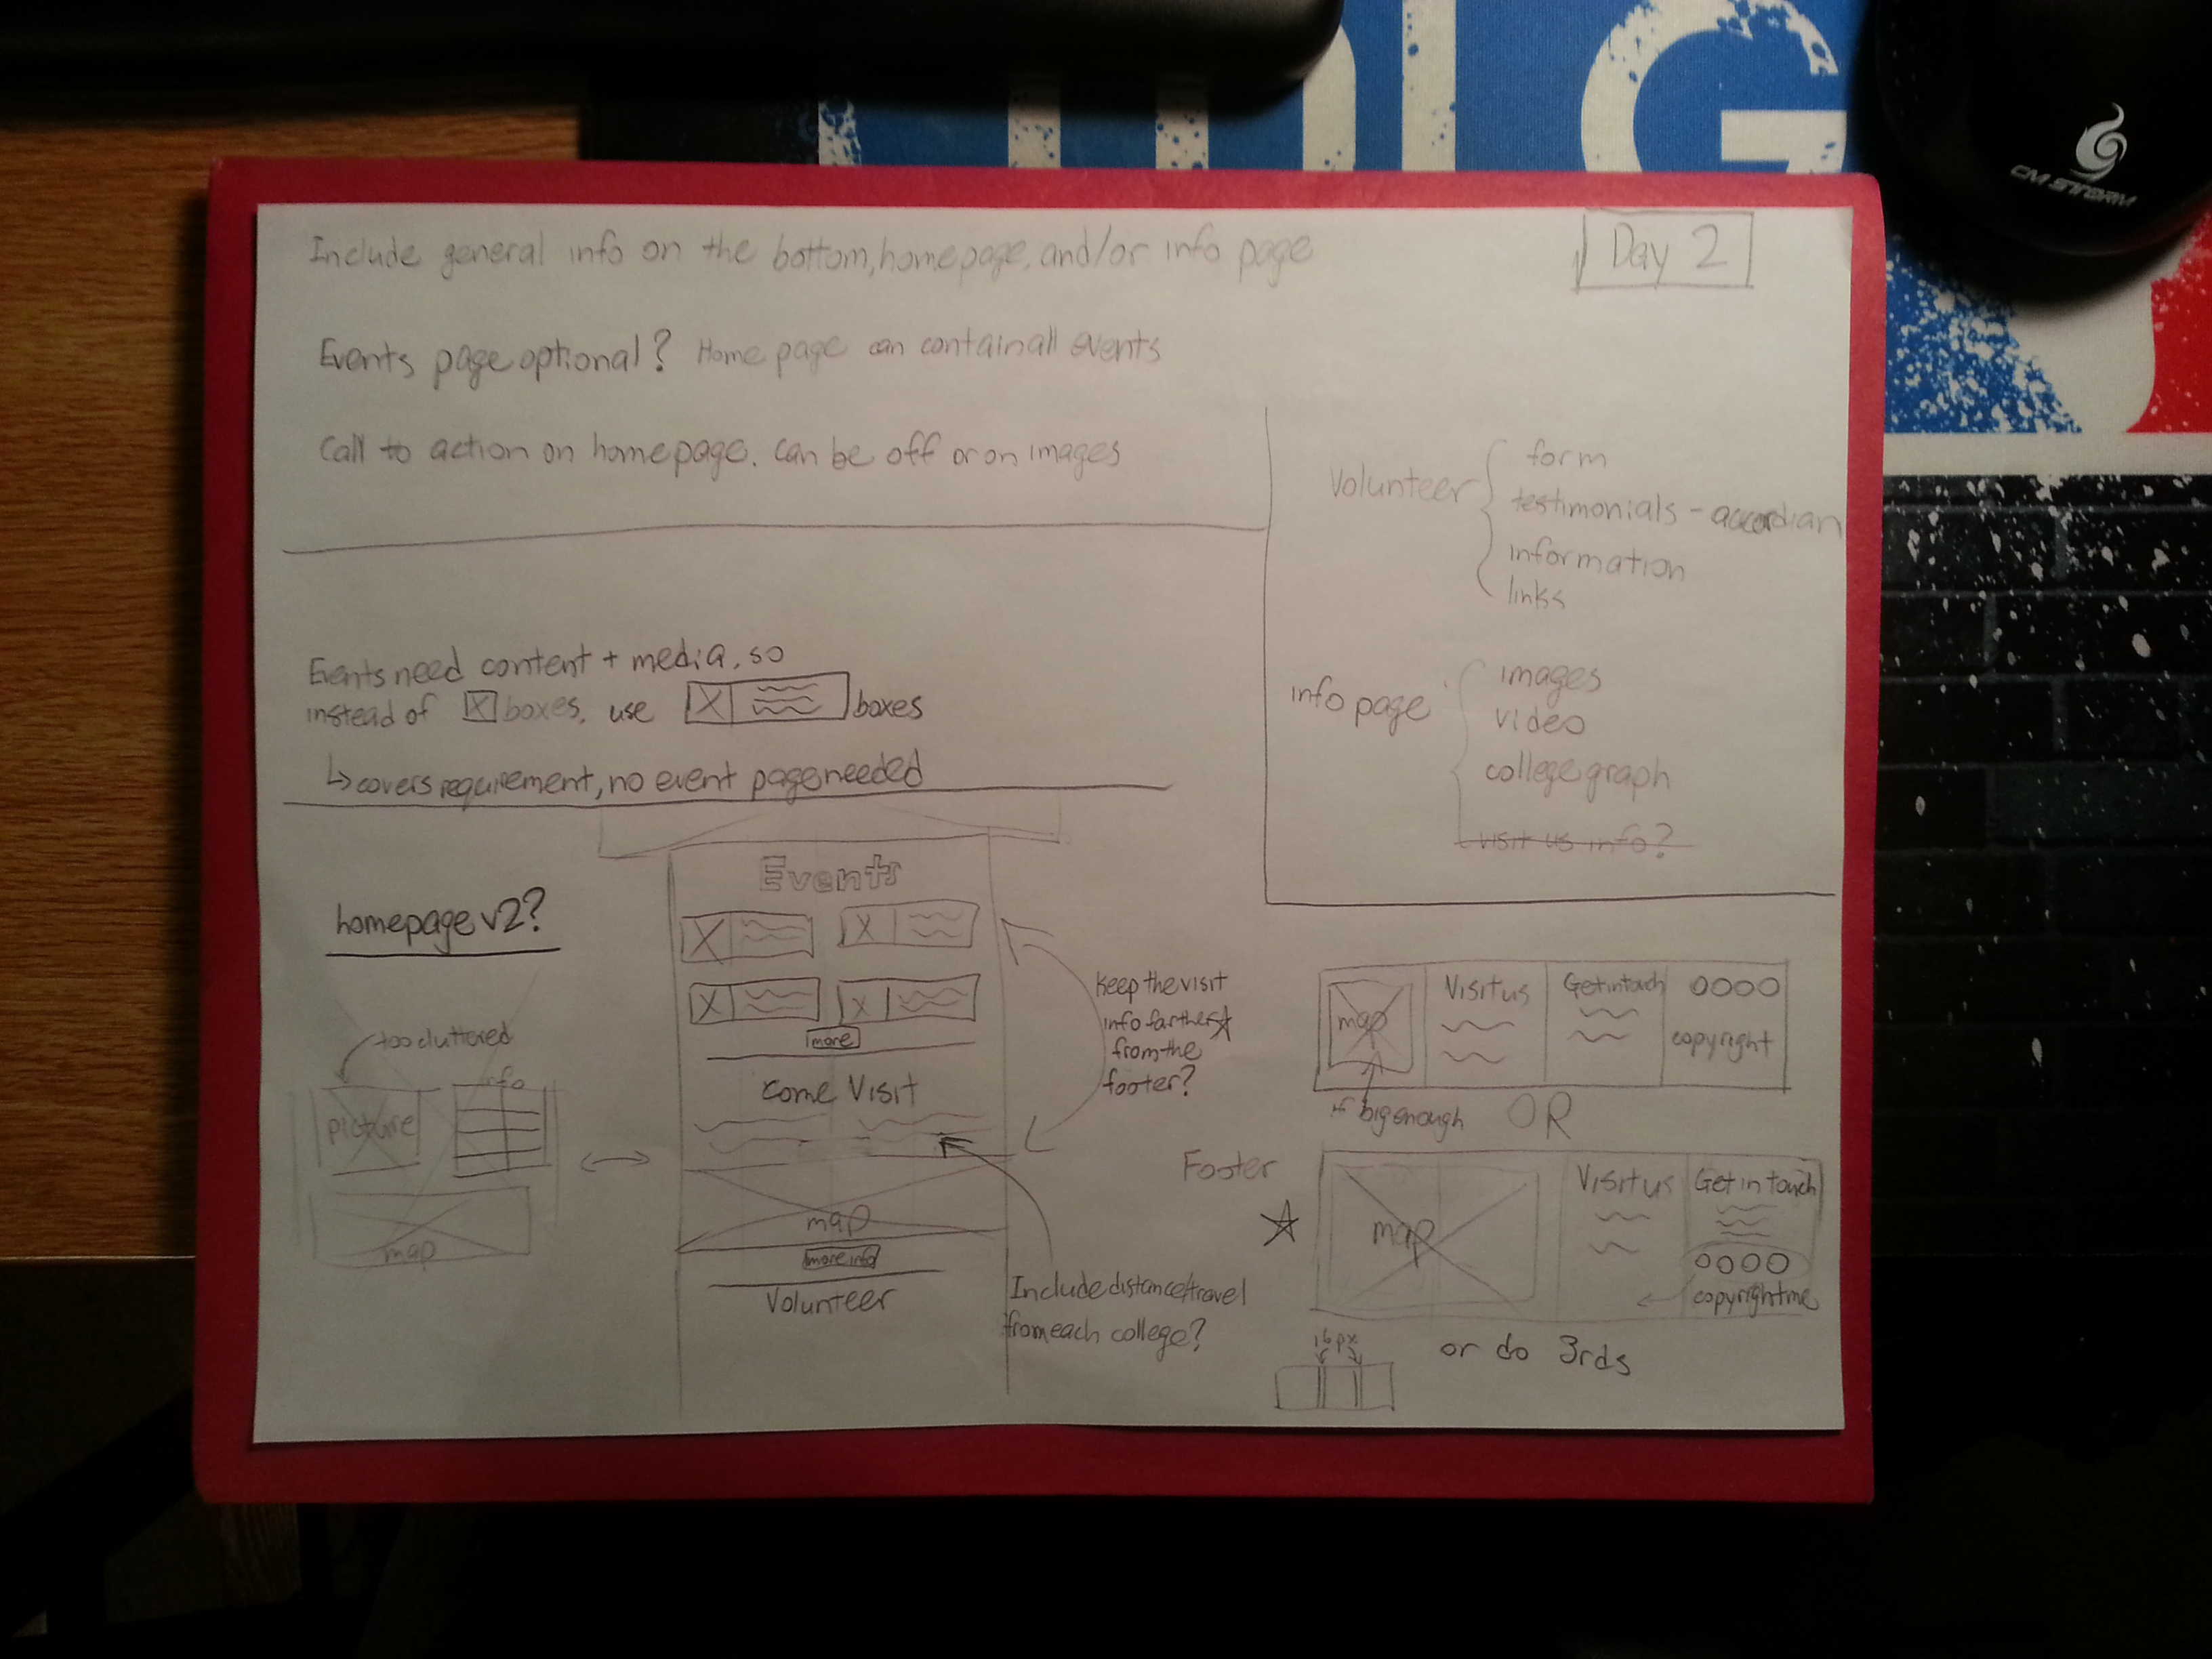 CM STORM
G
Day 2
Include general info on the bottom, homepage, and/or info page
Events page optional? Home page can contain all events
Call to action on homepage. Can be off or on images
Volunteer
form
testimonials - accordian
information
links
info page
images
video
college graph
visit us info?
Events need content + media, so
instead of X boxes, use X boxes
↳ covers requirement, no event page needed
homepage v2?
too cluttered
picture
info
map
Events
X X
X X
more
Come Visit
map
more info
Volunteer
keep the visit
info farther ☆
from the
footer?
Include distance/travel
from each college?
map
Visit us
Get in touch
OOOO
copyright
if big enough
OR
Footer
☆
map
Visit us
Get in touch
OOOO
copyright me
16px
or do 3rds